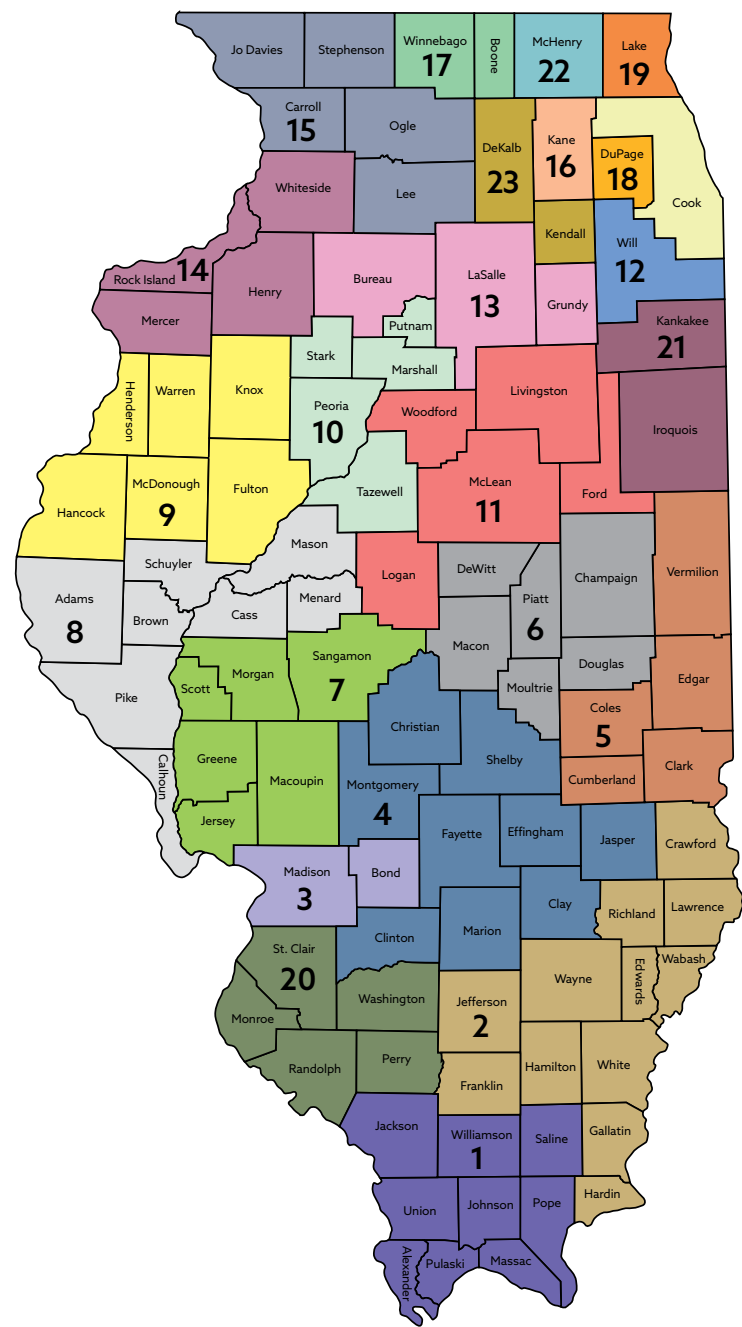 Jo Davies
Stephenson
Winnebago
17
Boone
McHenry
22
Lake
19
Carroll
15
Ogle
DeKalb
23
Kane
16
DuPage
18
Cook
Whiteside
Lee
Kendall
Will
12
Rock Island 14
Henry
Bureau
LaSalle
13
Grundy
Mercer
Putnam
Kankakee
21
Stark
Marshall
Henderson
Warren
Knox
Peoria
10
Woodford
Livingston
Iroquois
Hancock
McDonough
9
Fulton
Tazewell
McLean
11
Ford
Mason
Schuyler
Adams
8
Brown
Cass
Menard
Logan
DeWitt
Piatt
6
Champaign
Vermilion
Macon
Sangamon
7
Morgan
Scott
Pike
Moultrie
Douglas
Edgar
Coles
5
Christian
Shelby
Greene
Macoupin
Calhoun
Jersey
Montgomery
4
Cumberland
Clark
Fayette
Effingham
Jasper
Crawford
Madison
3
Bond
Clay
Richland
Lawrence
Clinton
Marion
St. Clair
20
Wayne
Edwards
Wabash
Monroe
Washington
Jefferson
2
Randolph
Perry
Franklin
Hamilton
White
Jackson
Williamson
1
Saline
Gallatin
Union
Johnson
Pope
Hardin
Alexander
Pulaski
Massac